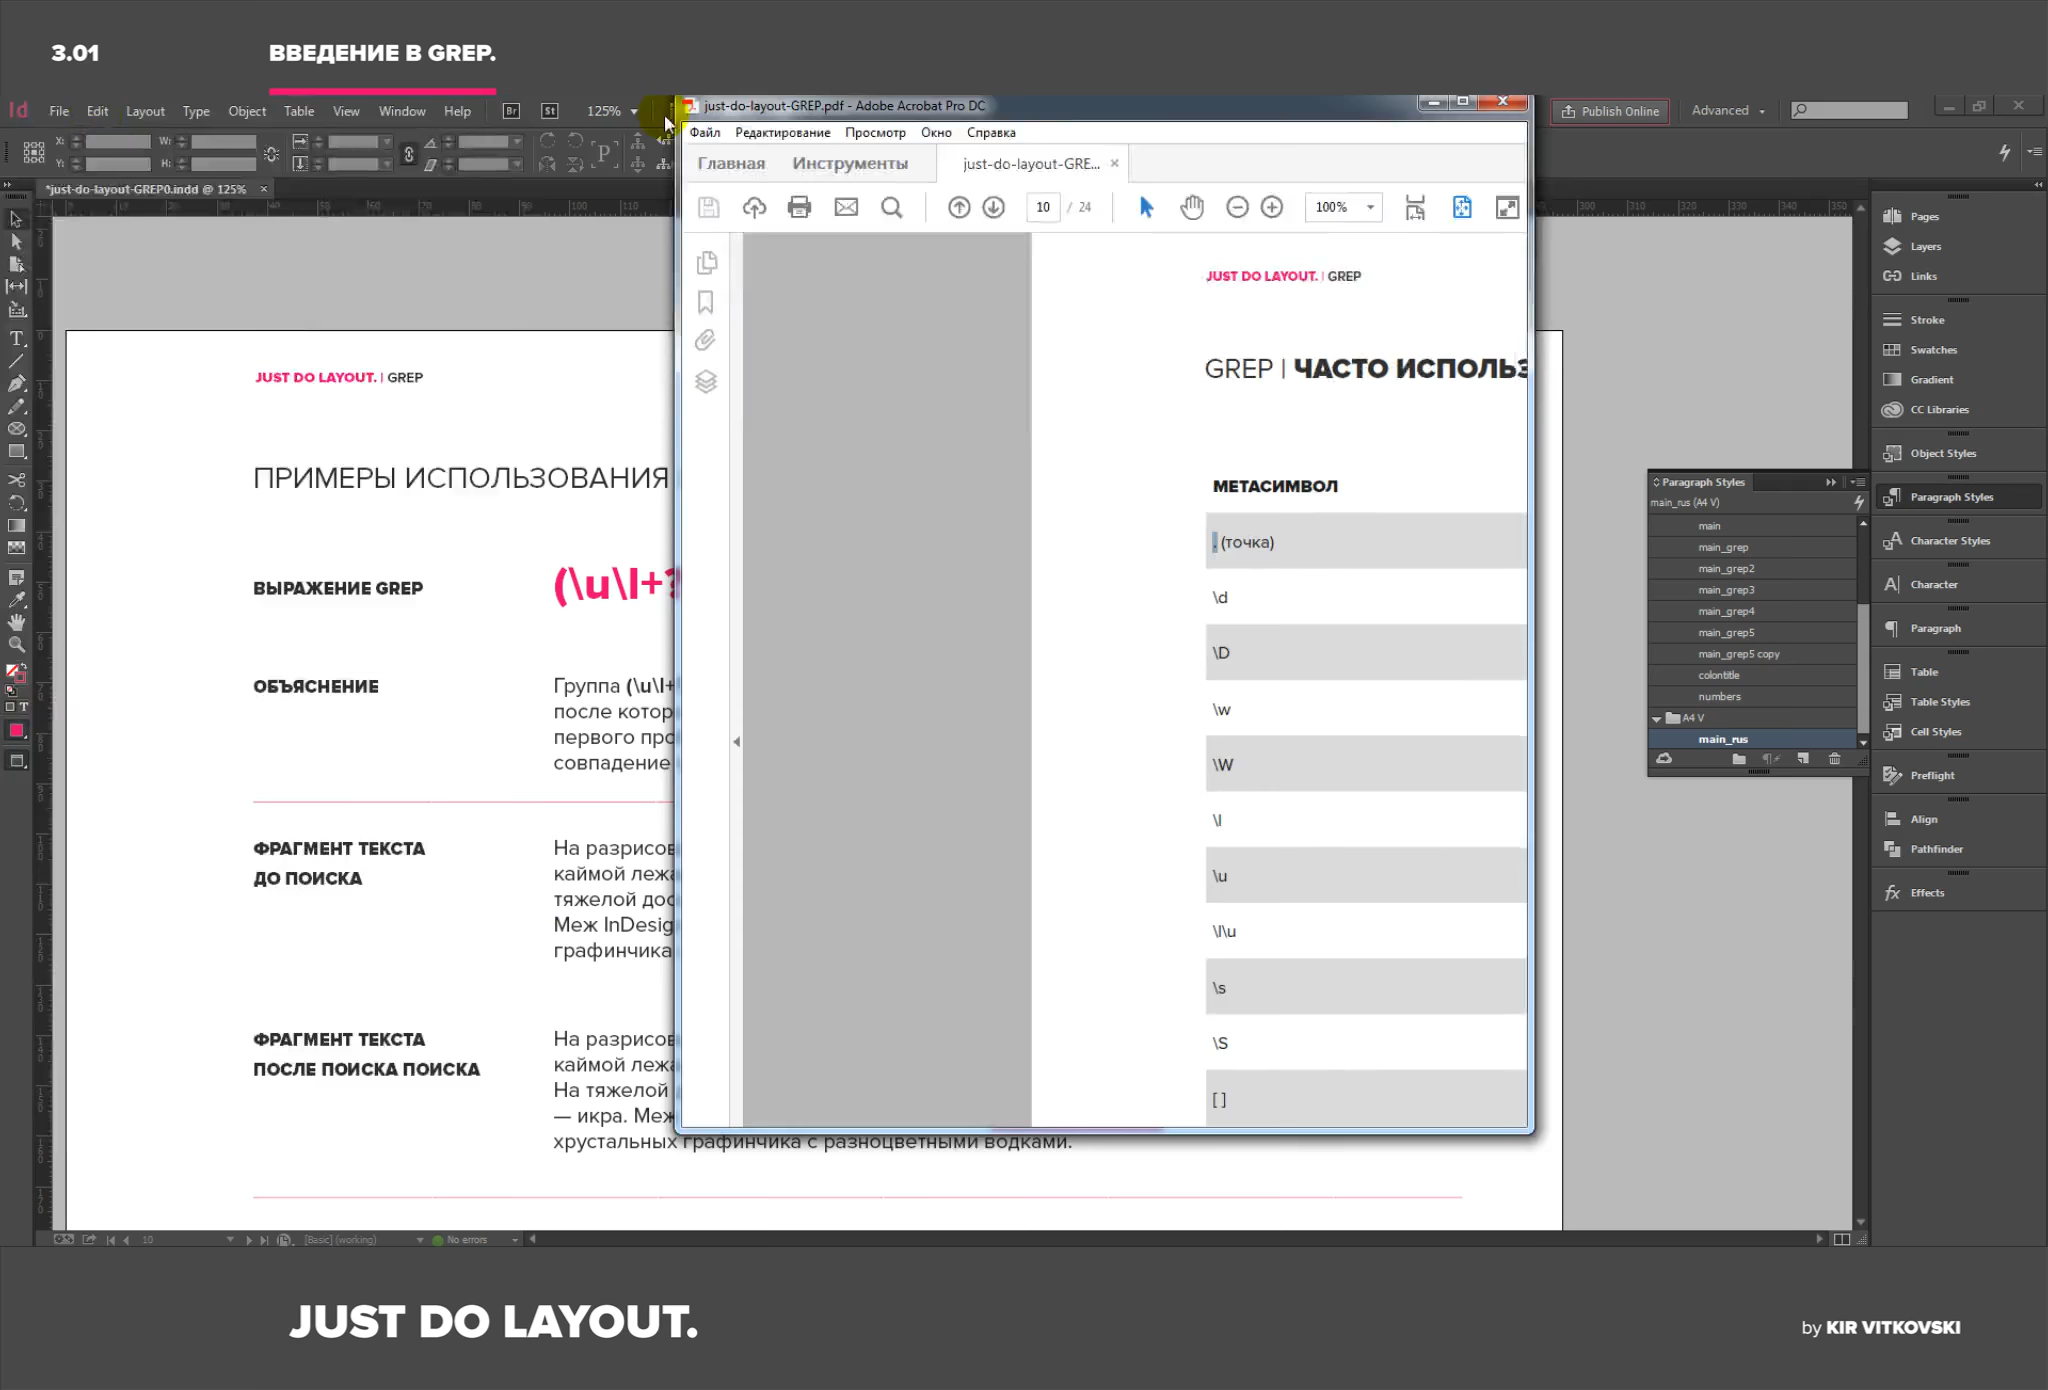 3.01
ВВЕДЕНИЕ В GREP.
Id File Edit Layout Type Object Table View Window Help Br St 125%
Publish Online
Advanced
X:
W:
Y:
H:
*just-do-layout-GREP0.indd @ 125%
JUST DO LAYOUT. | GREP
ПРИМЕРЫ ИСПОЛЬЗОВАНИЯ
ВЫРАЖЕНИЕ GREP
(\u\l+?
ОБЪЯСНЕНИЕ
Группа (\u\l+
после котор
первого про
совпадение
ФРАГМЕНТ ТЕКСТА
ДО ПОИСКА
На разрисов
каймой лежа
тяжелой дос
Меж InDesig
графинчика
ФРАГМЕНТ ТЕКСТА
ПОСЛЕ ПОИСКА ПОИСКА
На разрисов
каймой лежа
На тяжелой
— икра. Меж
хрустальных графинчика с разноцветными водками.
10
[Basic] (working)
No errors
just-do-layout-GREP.pdf - Adobe Acrobat Pro DC
Файл Редактирование Просмотр Окно Справка
Главная Инструменты just-do-layout-GRE...
10 / 24
100%
JUST DO LAYOUT. | GREP
GREP | ЧАСТО ИСПОЛЬЗ
МЕТАСИМВОЛ
. (точка)
\d
\D
\w
\W
\l
\u
\l\u
\s
\S
[ ]
Paragraph Styles
main_rus (A4 V)
main
main_grep
main_grep2
main_grep3
main_grep4
main_grep5
main_grep5 copy
colontitle
numbers
A4 V
main_rus
Pages
Layers
Links
Stroke
Swatches
Gradient
CC Libraries
Object Styles
Paragraph Styles
Character Styles
Character
Paragraph
Table
Table Styles
Cell Styles
Preflight
Align
Pathfinder
Effects
JUST DO LAYOUT.
by KIR VITKOVSKI